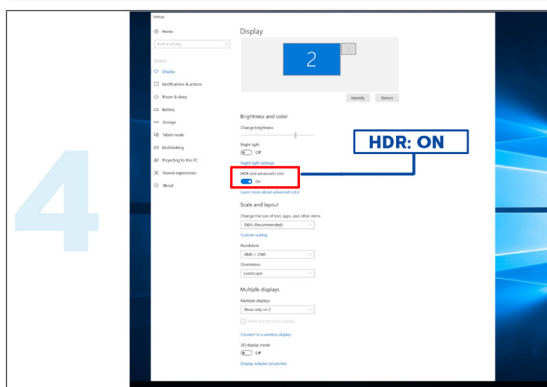 Settings
Home
Find a setting
System
Display
Notifications & actions
Power & sleep
Battery
Storage
Tablet mode
Multitasking
Projecting to this PC
Shared experiences
About
Display
2
Identify
Detect
Brightness and color
Change brightness
Night light
Off
Night light settings
HDR and advanced color
On
Learn more about advanced color
Scale and layout
Change the size of text, apps, and other items
Custom scaling
Resolution
3840 × 2160
Orientation
Landscape
Multiple displays
Multiple displays
Show only on 2
Connect to a wireless display
3D display mode
Off
Display adapter properties
HDR: ON
4